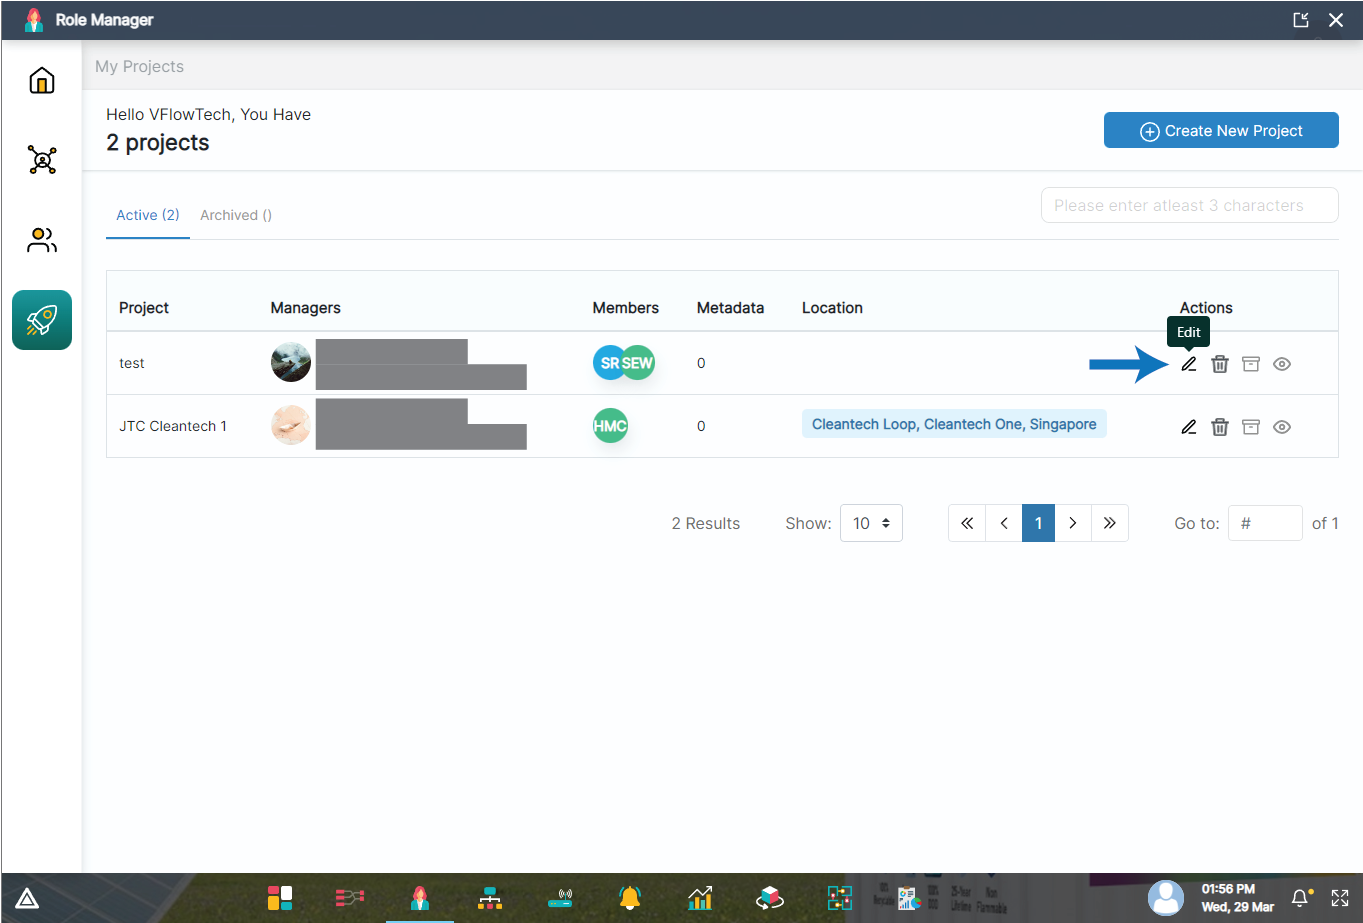 Role Manager
My Projects
Hello VFlowTech, You Have
2 projects
Create New Project
Active (2) Archived ()
Please enter atleast 3 characters
Project Managers Members Metadata Location Actions
Edit
test SR SEW 0
JTC Cleantech 1 HMC 0 Cleantech Loop, Cleantech One, Singapore
2 Results Show: 10 « < 1 > » Go to: # of 1
01:56 PM
Wed, 29 Mar